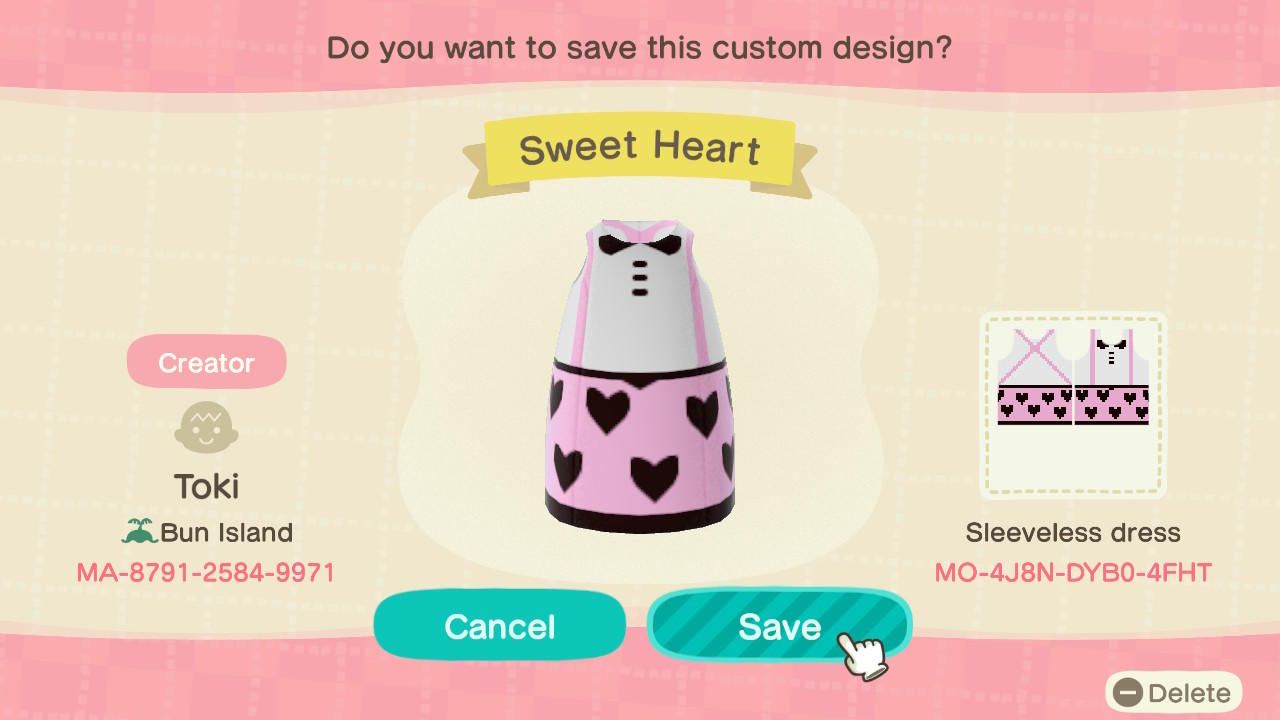 Do you want to save this custom design?
Sweet Heart
Creator
Toki
Bun Island
MA-8791-2584-9971
Sleeveless dress
MO-4J8N-DYB0-4FHT
Cancel
Save
Delete